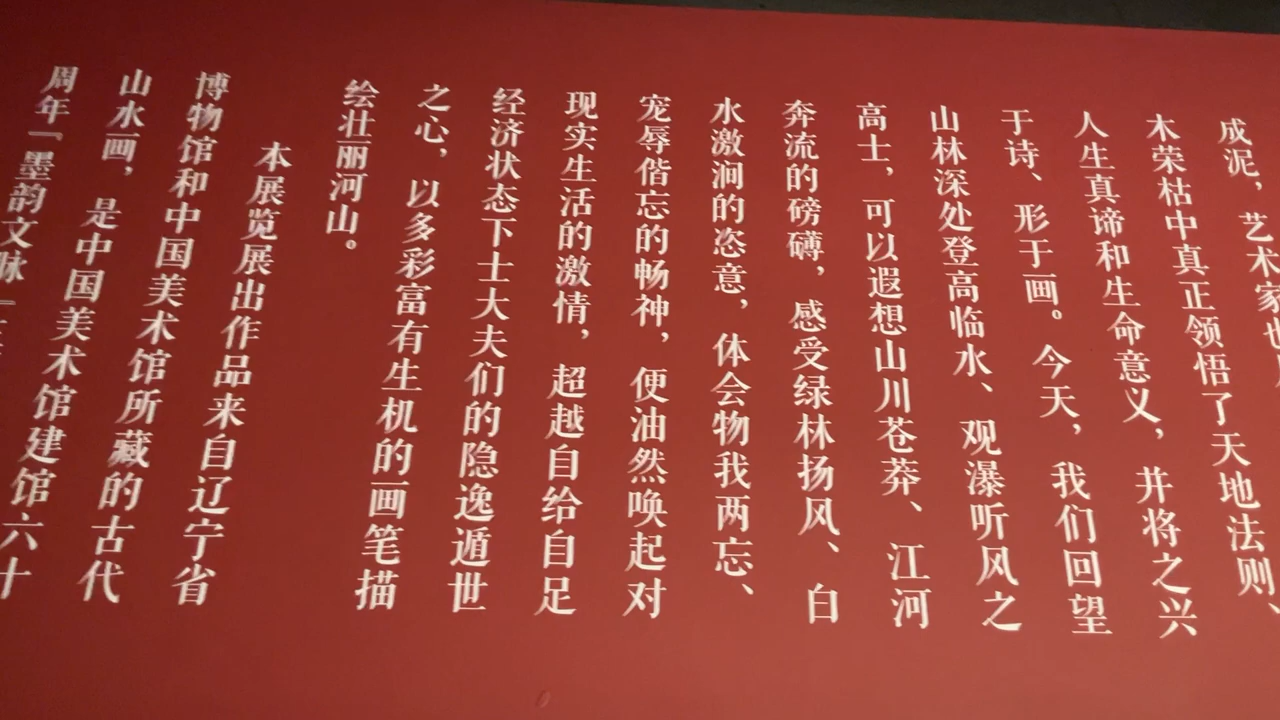 成泥，艺术家也
木荣枯中真正领悟了天地法则、
人生真谛和生命意义，并将之兴
于诗、形于画。今天，我们回望
山林深处登高临水、观瀑听风之
高士，可以遐想山川苍莽、江河
奔流的磅礴，感受绿林扬风、白
水激涧的恣意，体会物我两忘、
宠辱偕忘的畅神，便油然唤起对
现实生活的激情，超越自给自足
经济状态下士大夫们的隐逸遁世
之心，以多彩富有生机的画笔描
绘壮丽河山。
本展览展出作品来自辽宁省
博物馆和中国美术馆所藏的古代
山水画，是中国美术馆建馆六十
周年「墨韵文脉